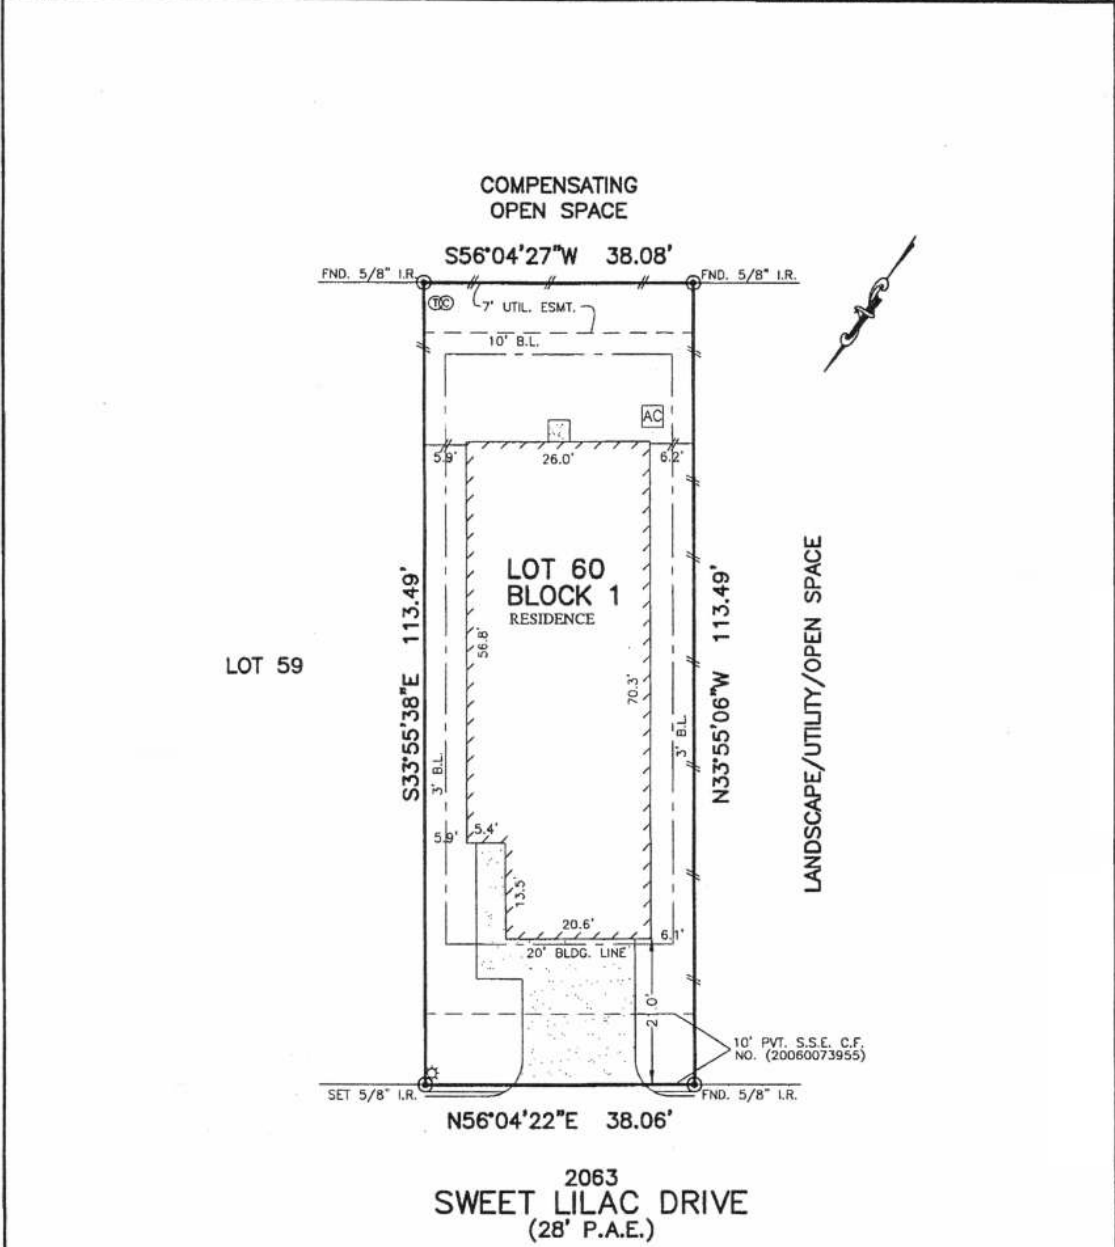 COMPENSATING
OPEN SPACE
S56°04'27"W 38.08'
FND. 5/8" I.R.
FND. 5/8" I.R.
TC
7' UTIL. ESMT.
10' B.L.
AC
5.9'
26.0'
6.2'
LOT 60
BLOCK 1
RESIDENCE
LOT 59
S33°55'38"E 113.49'
56.8'
70.3'
N33°55'06"W 113.49'
LANDSCAPE/UTILITY/OPEN SPACE
3' B.L.
3' B.L.
5.9'
5.4'
13.5'
20.6'
6.1'
20' BLDG. LINE
10' PVT. S.S.E. C.F.
NO. (20060073955)
SET 5/8" I.R.
FND. 5/8" I.R.
N56°04'22"E 38.06'
2063
SWEET LILAC DRIVE
(28' P.A.E.)